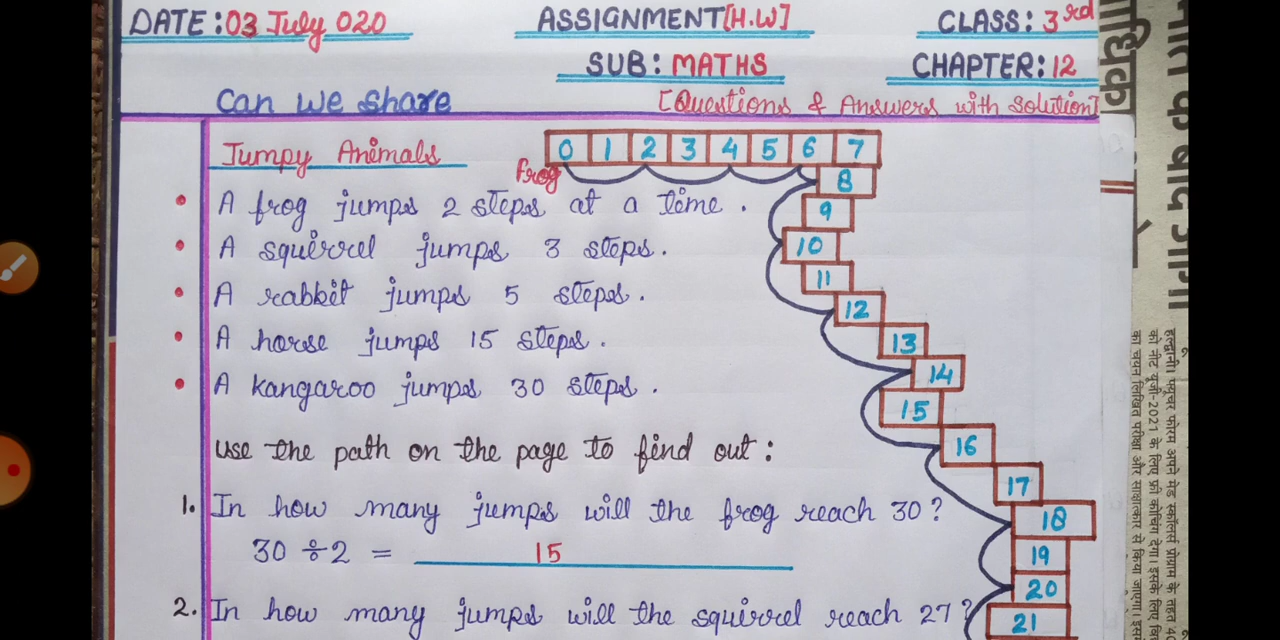 DATE: 03 July 020
ASSIGNMENT[H.W]
CLASS: 3rd
SUB: MATHS
CHAPTER: 12
Can we share
[Questions & Answers with Solution]
Jumpy Animals
frog
0 1 2 3 4 5 6 7
8
9
10
11
12
13
14
15
16
17
18
19
20
21
• A frog jumps 2 steps at a time.
• A squirrel jumps 3 steps.
• A rabbit jumps 5 steps.
• A horse jumps 15 steps.
• A kangaroo jumps 30 steps.
Use the path on the page to find out:
1. In how many jumps will the frog reach 30?
30 ÷ 2 = 15
2. In how many jumps will the squirrel reach 27?